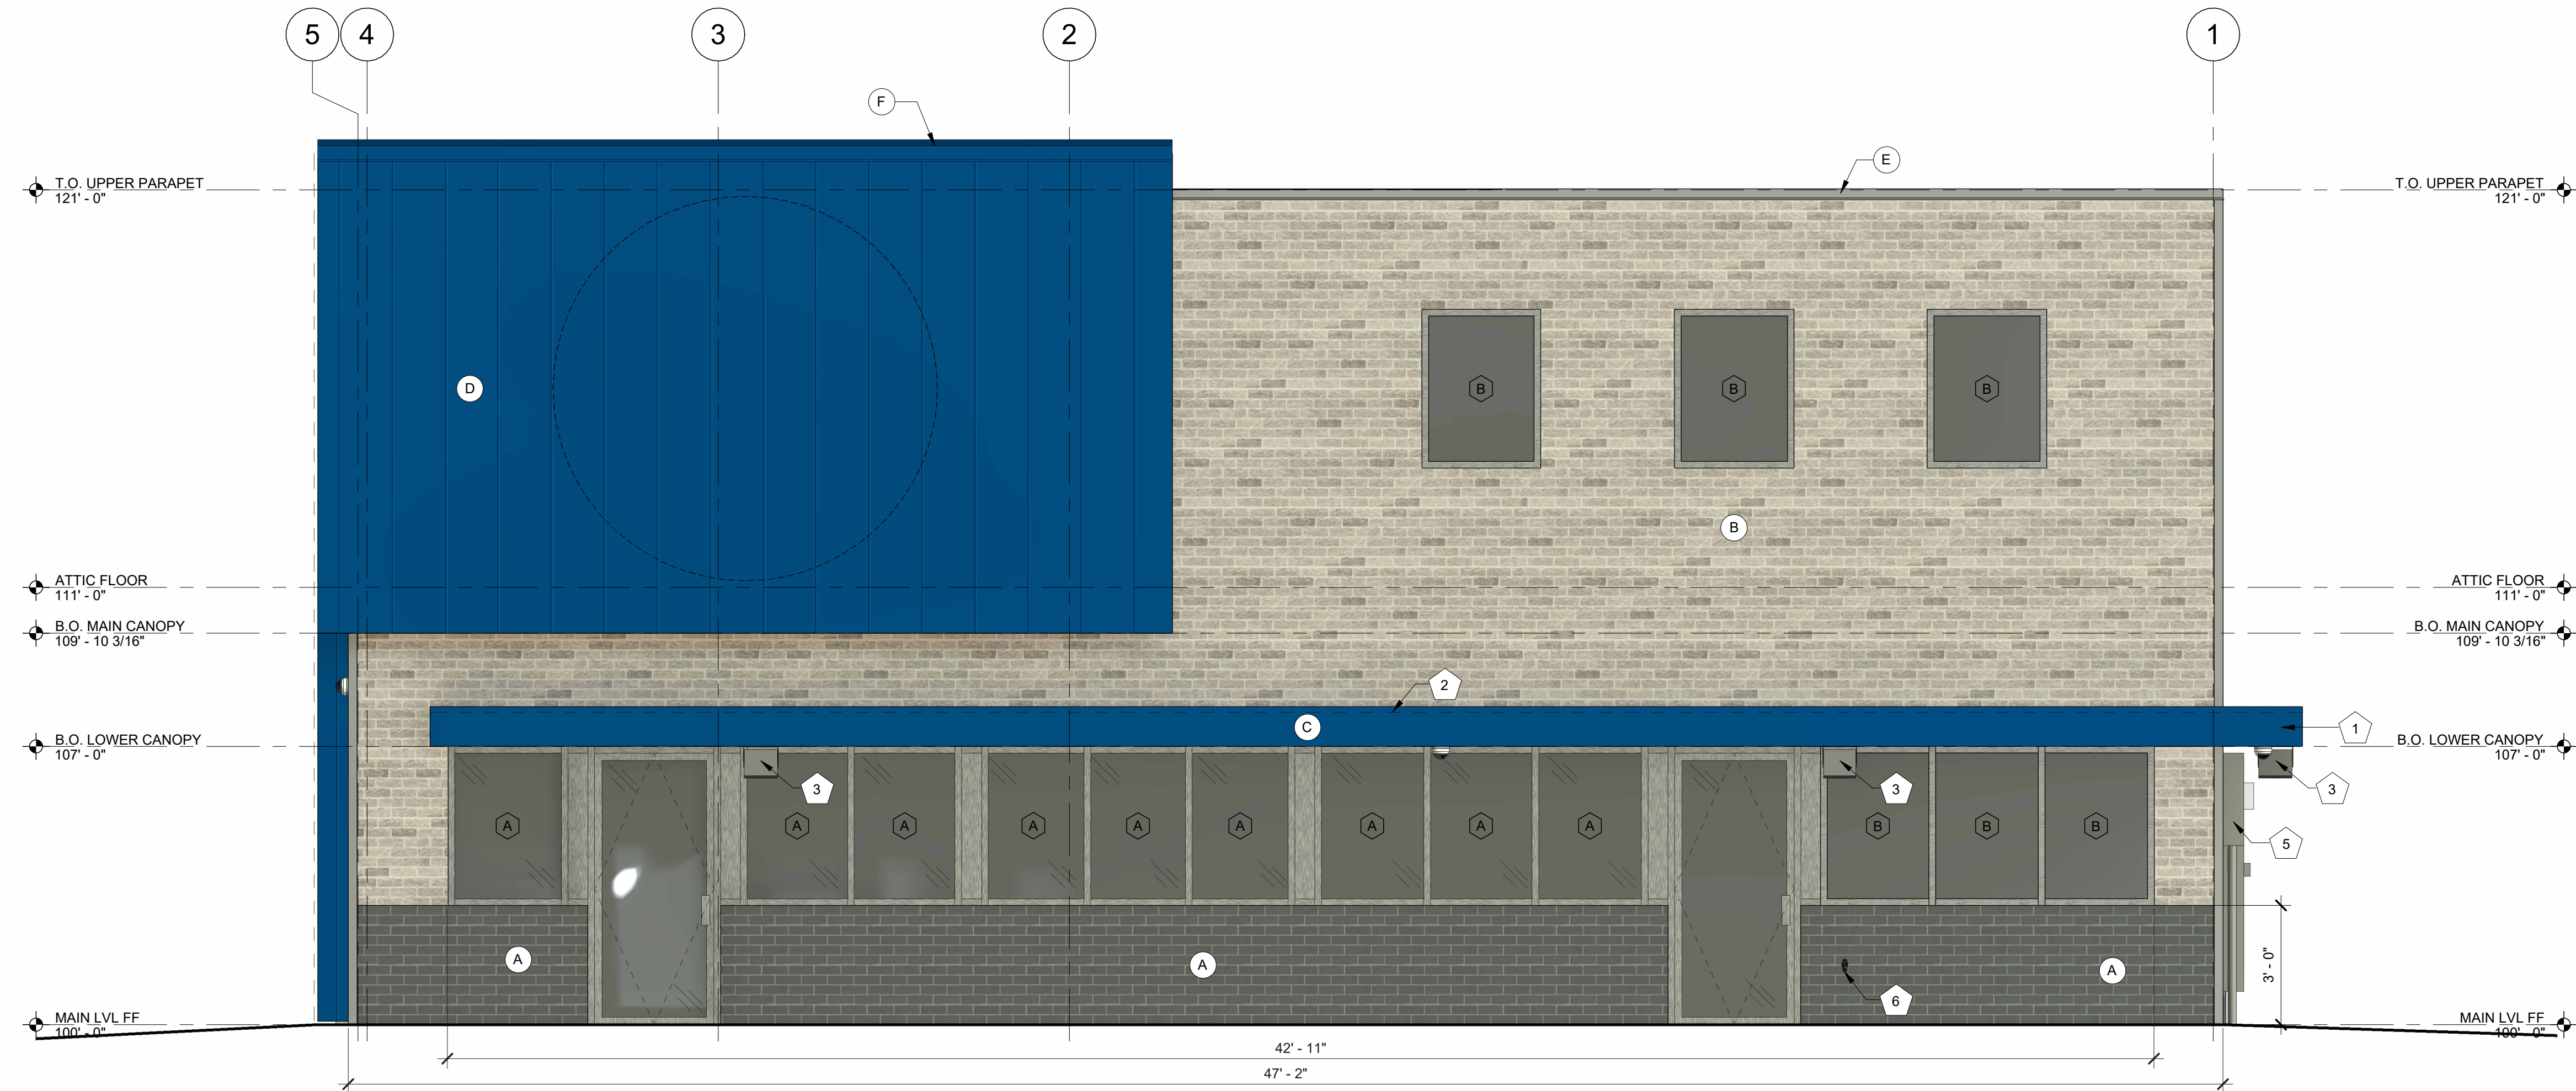 5
4
3
2
1
F
E
T.O. UPPER PARAPET
121' - 0"
T.O. UPPER PARAPET
121' - 0"
D
B
B
B
B
ATTIC FLOOR
111' - 0"
ATTIC FLOOR
111' - 0"
B.O. MAIN CANOPY
109' - 10 3/16"
B.O. MAIN CANOPY
109' - 10 3/16"
2
C
1
B.O. LOWER CANOPY
107' - 0"
B.O. LOWER CANOPY
107' - 0"
3
3
3
A
A
A
A
A
A
A
A
A
B
B
B
5
A
A
A
3' - 0"
6
MAIN LVL FF
100' - 0"
MAIN LVL FF
100' - 0"
42' - 11"
47' - 2"